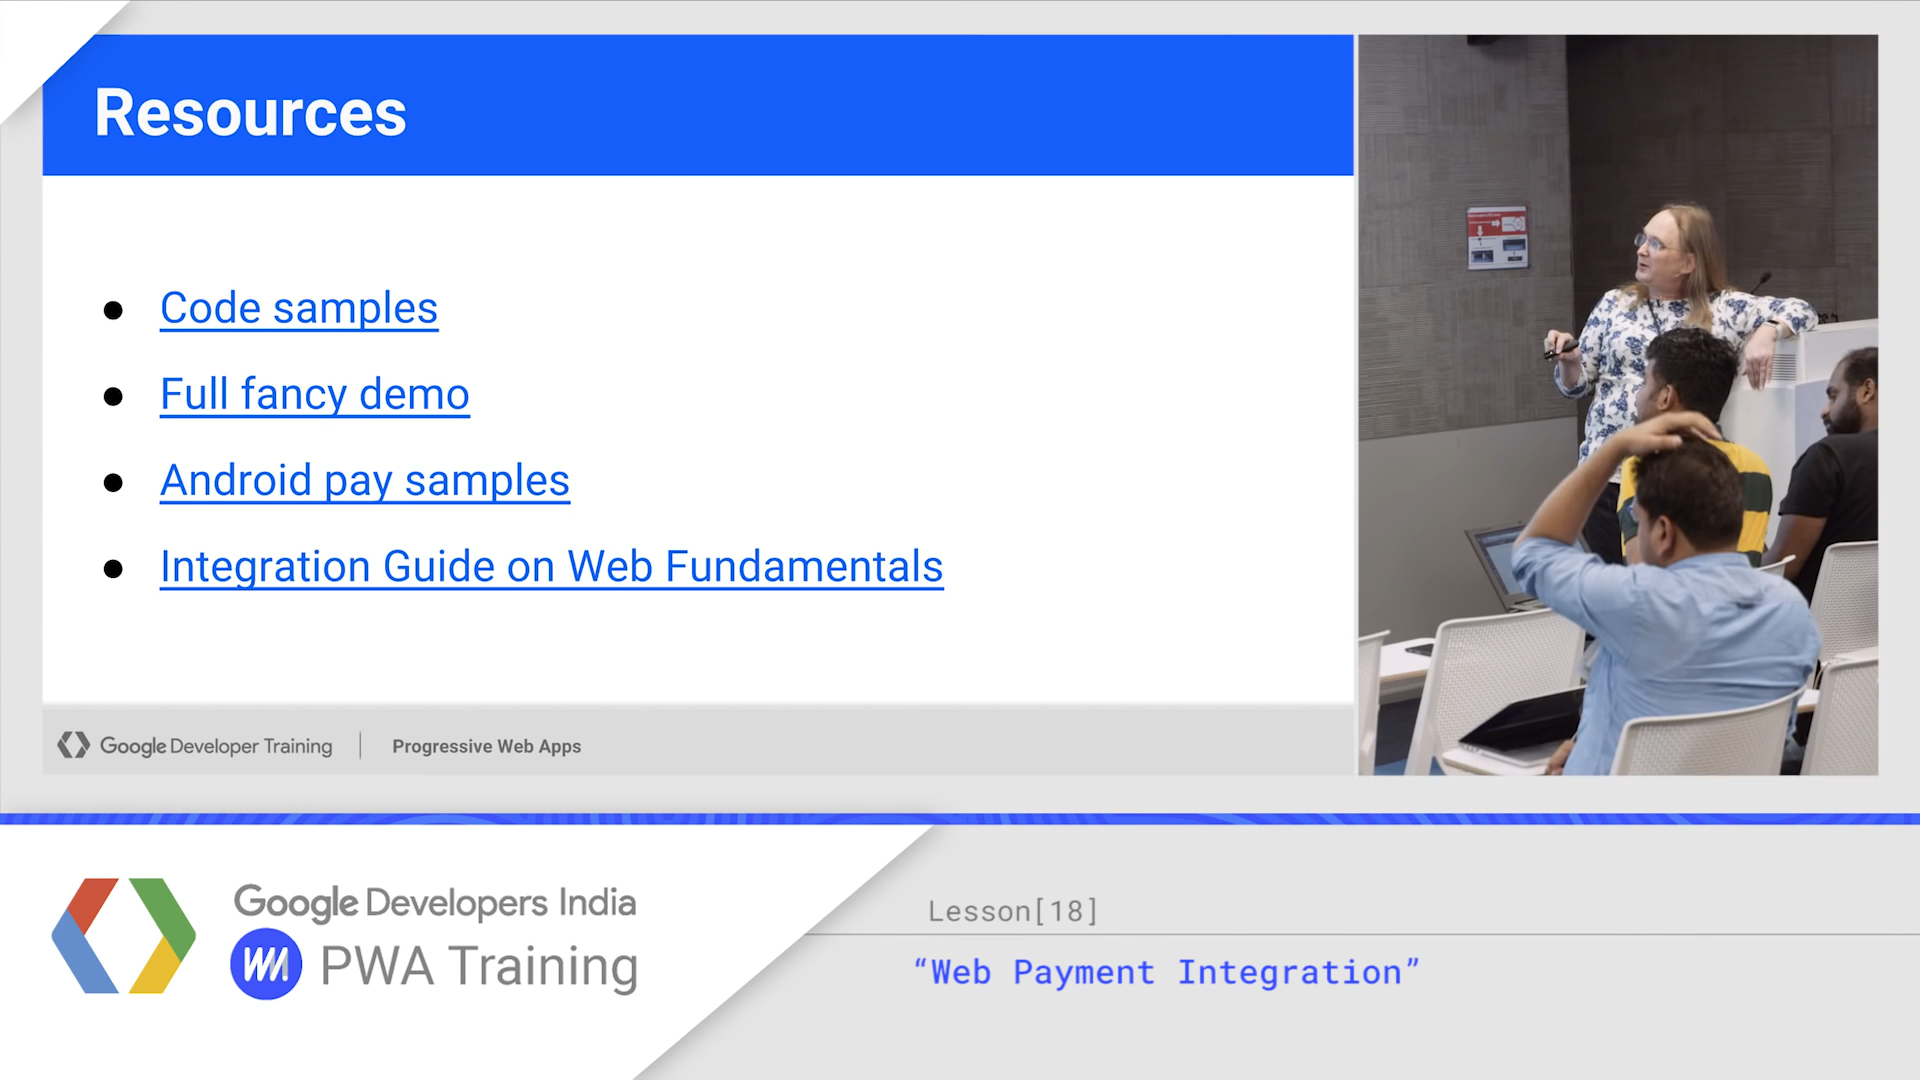 Resources
● Code samples
● Full fancy demo
● Android pay samples
● Integration Guide on Web Fundamentals
Google Developer Training | Progressive Web Apps
Google Developers India
PWA Training
Lesson[18]
“Web Payment Integration”